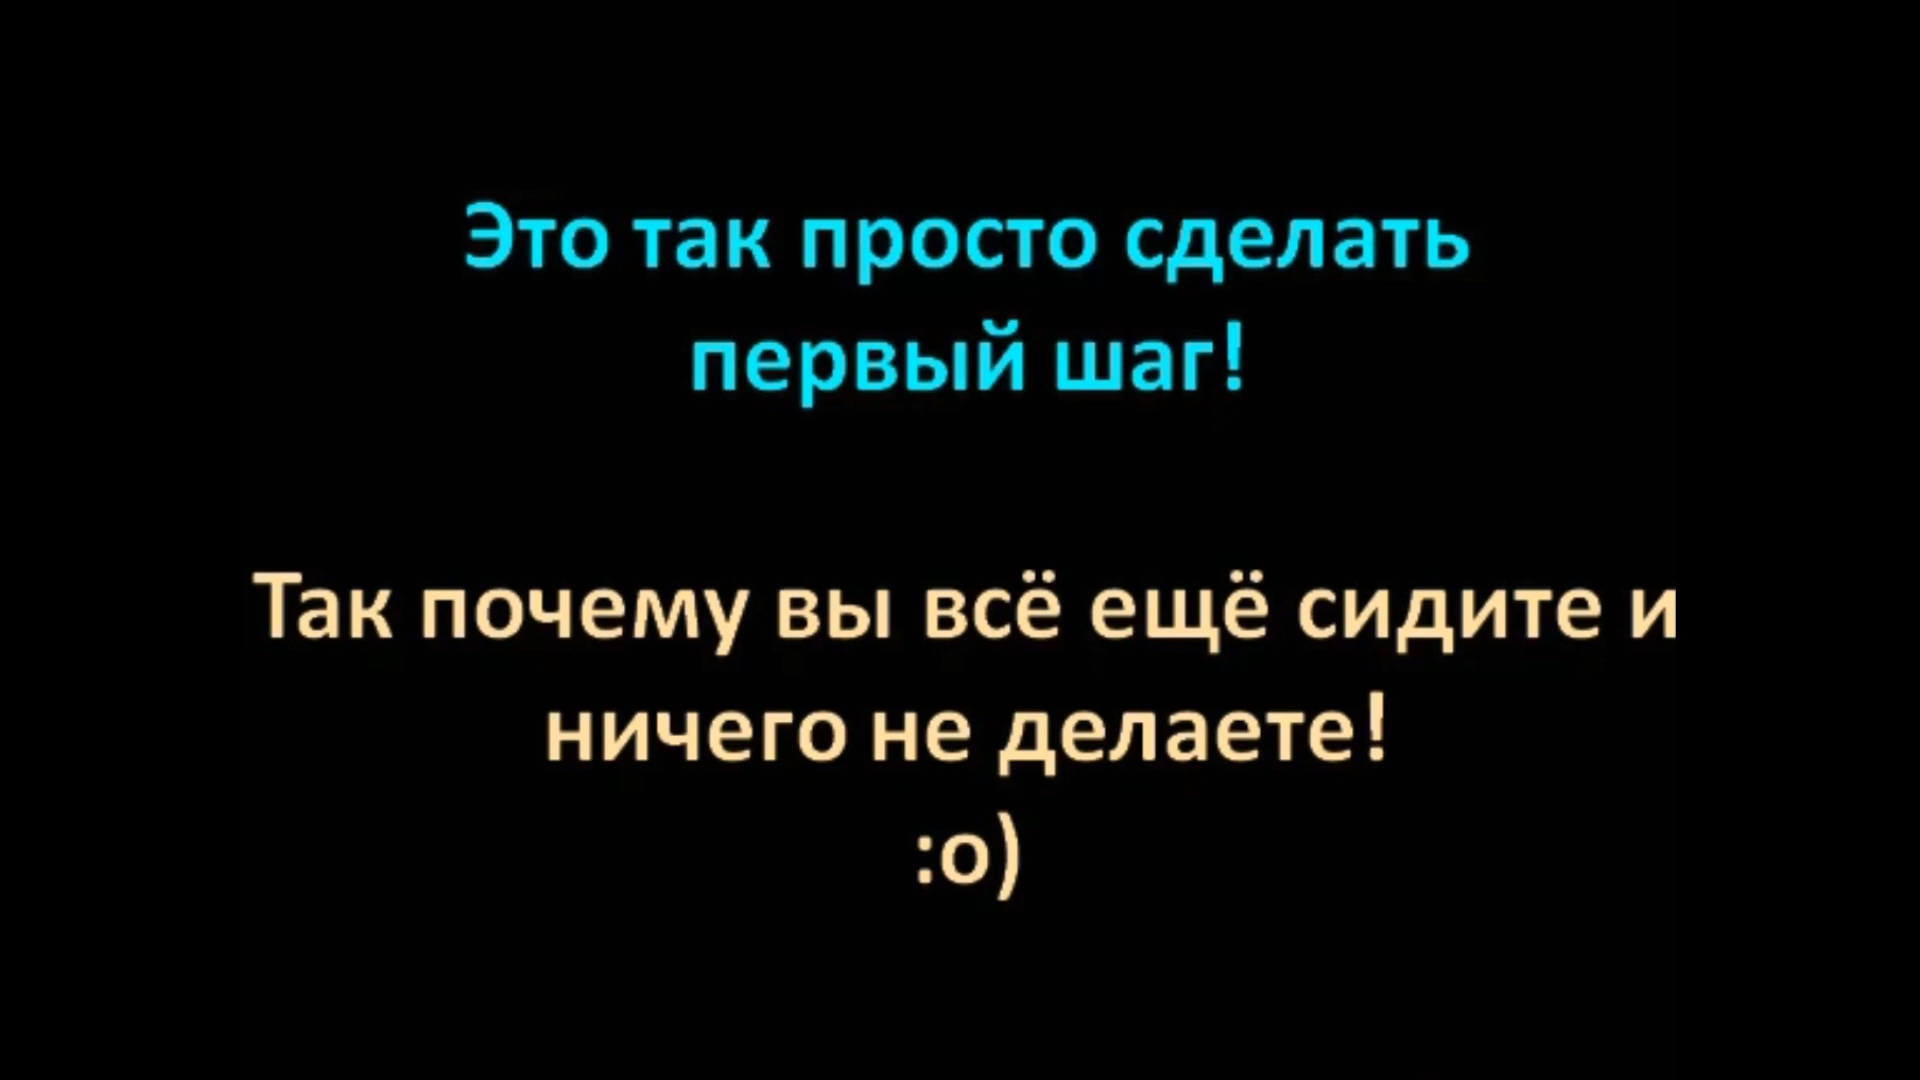 Это так просто сделать
первый шаг!
Так почему вы всё ещё сидите и
ничего не делаете!
:о)